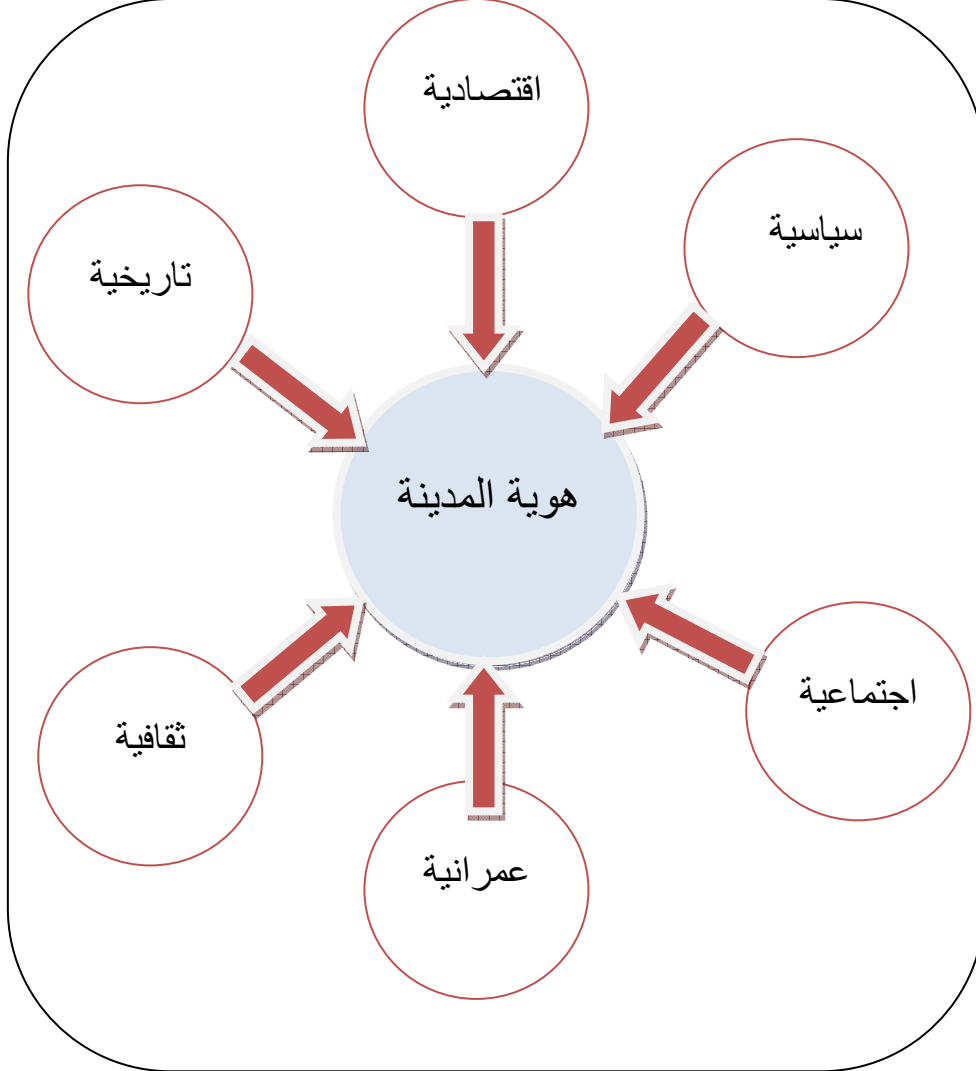 اقتصادية
سياسية
تاريخية
هوية المدينة
اجتماعية
ثقافية
عمرانية